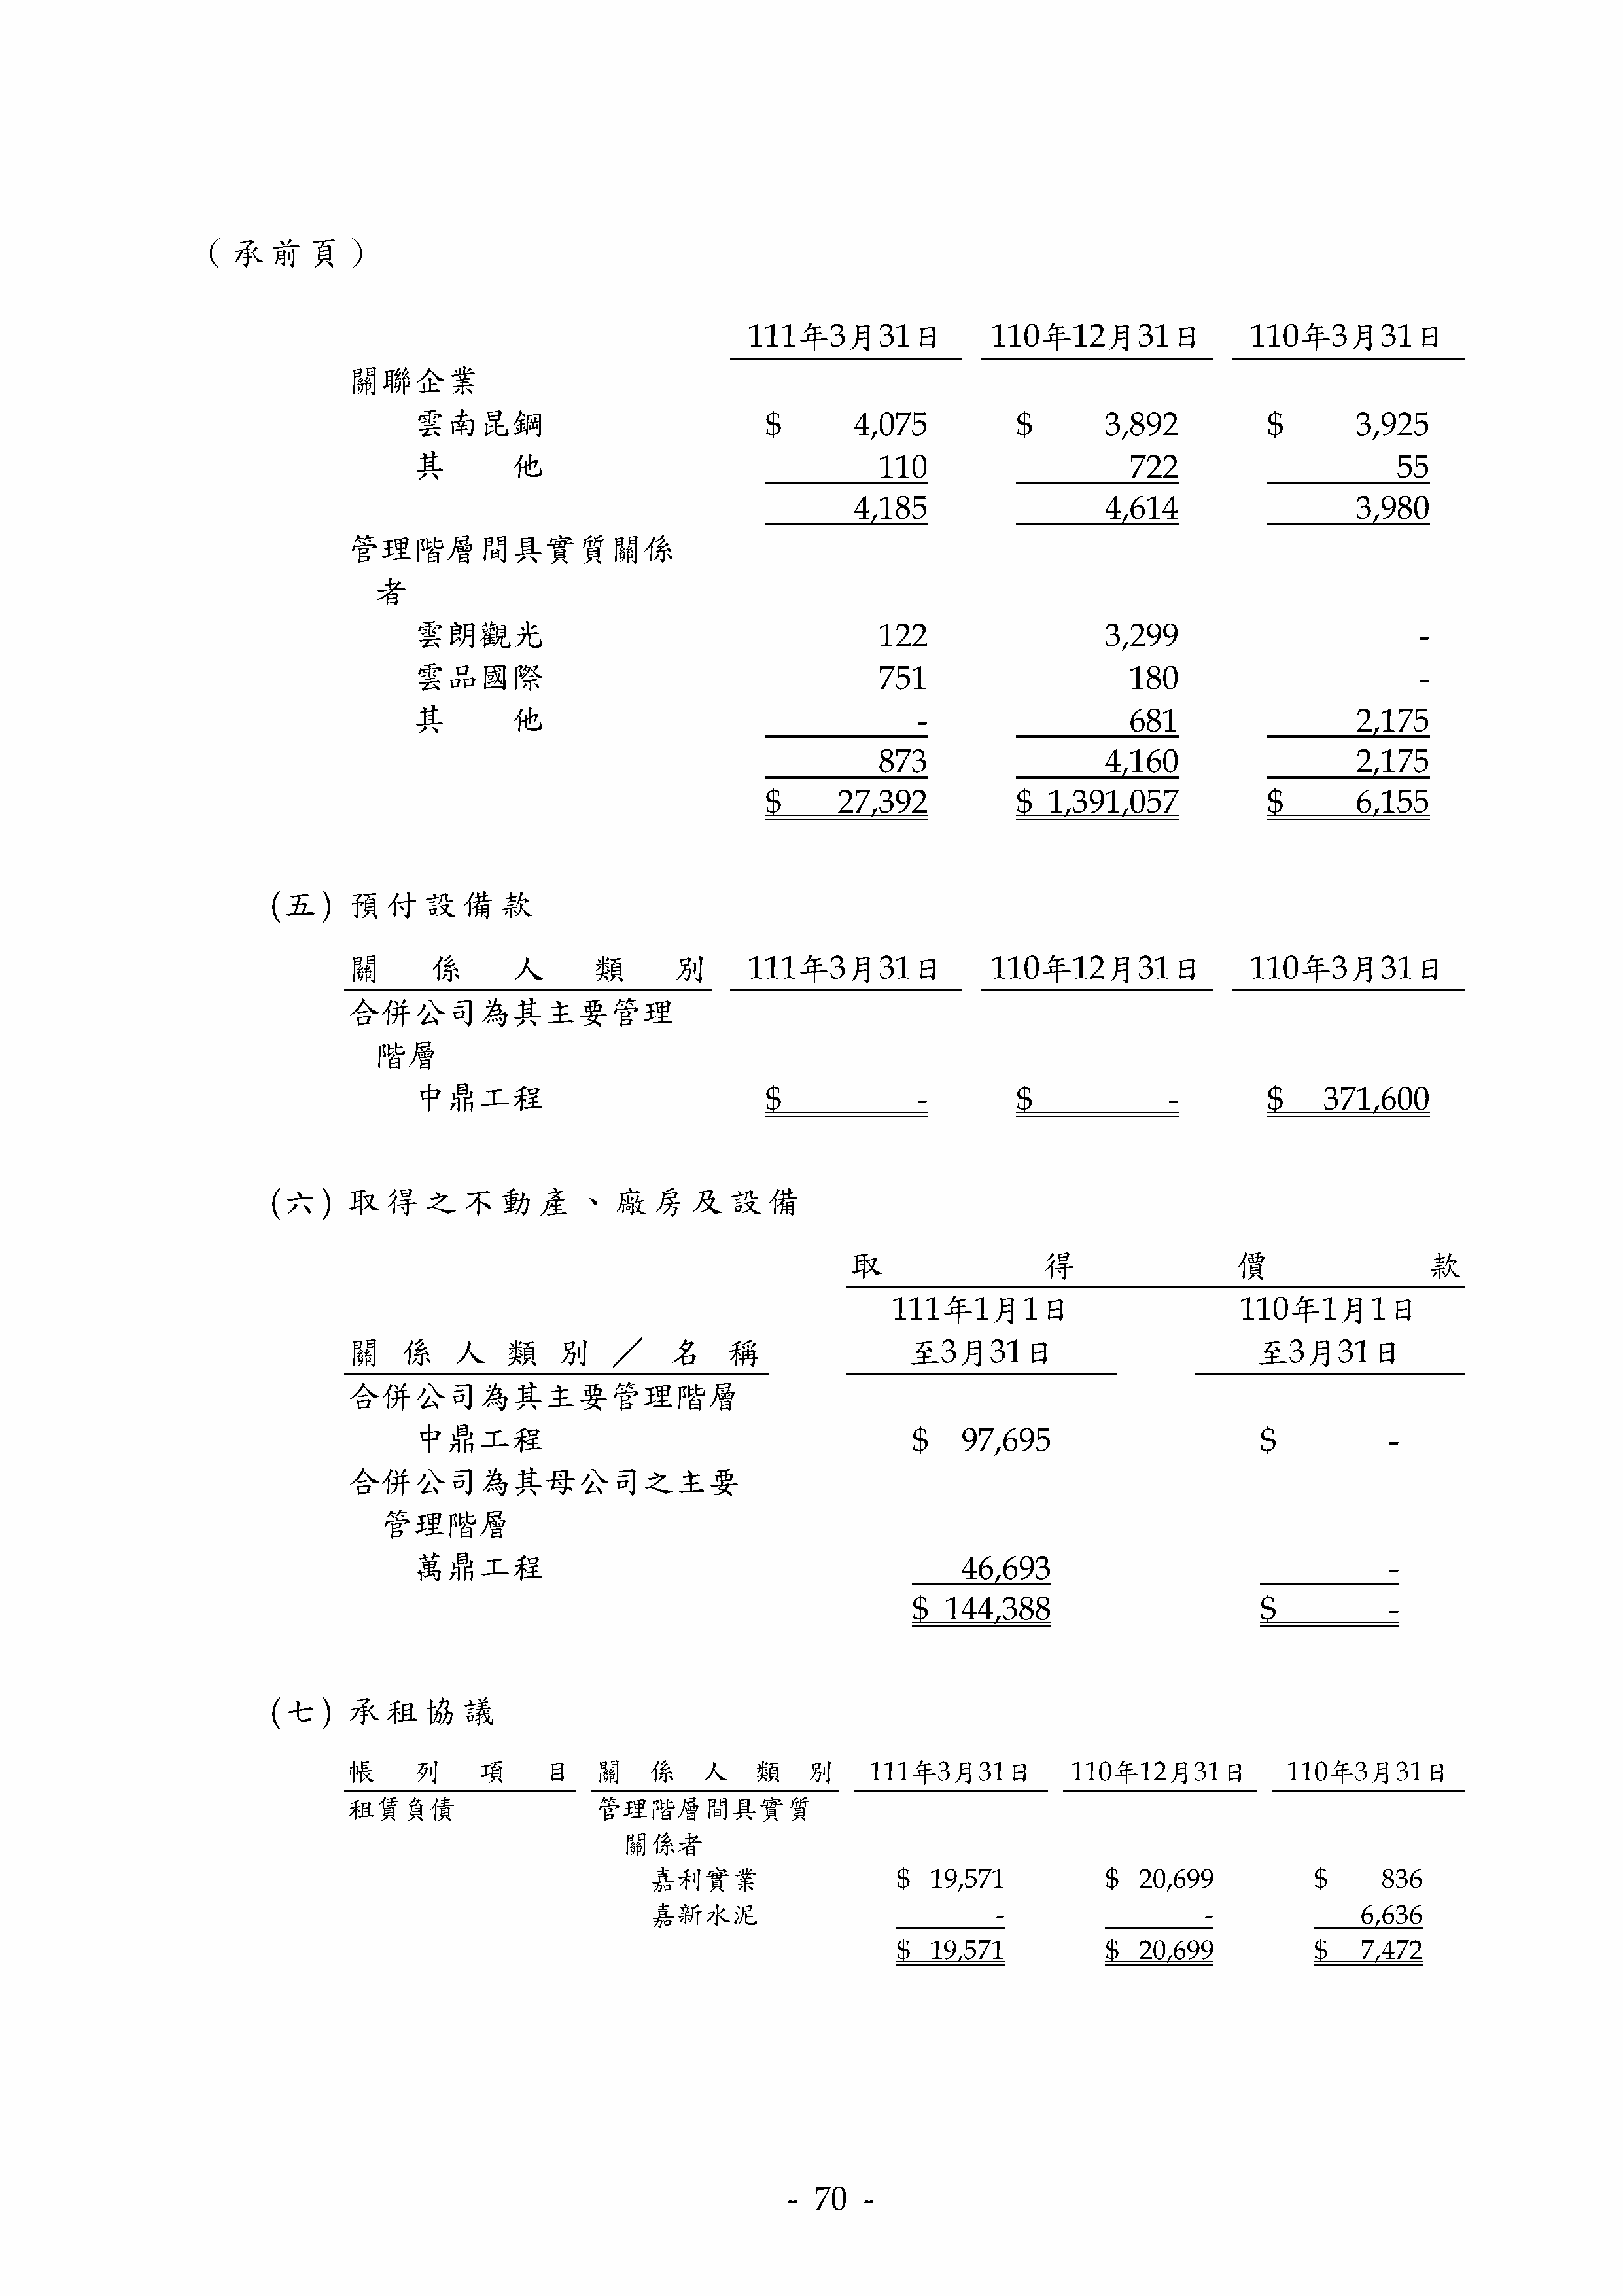 （承前頁）
111年3月31日 110年12月31日 110年3月31日
關聯企業
雲南昆鋼 $ 4,075 $ 3,892 $ 3,925
其他 110 722 55
4,185 4,614 3,980
管理階層間具實質關係
者
雲朗觀光 122 3,299 -
雲品國際 751 180 -
其他 - 681 2,175
873 4,160 2,175
$ 27,392 $ 1,391,057 $ 6,155
(五) 預付設備款
關係人類別 111年3月31日 110年12月31日 110年3月31日
合併公司為其主要管理
階層
中鼎工程 $ - $ - $ 371,600
(六) 取得之不動產、廠房及設備
取得價款
111年1月1日 110年1月1日
關係人類別／名稱 至3月31日 至3月31日
合併公司為其主要管理階層
中鼎工程 $ 97,695 $ -
合併公司為其母公司之主要
管理階層
萬鼎工程 46,693 -
$ 144,388 $ -
(七) 承租協議
帳列項目 關係人類別 111年3月31日 110年12月31日 110年3月31日
租賃負債 管理階層間具實質
關係者
嘉利實業 $ 19,571 $ 20,699 $ 836
嘉新水泥 - - 6,636
$ 19,571 $ 20,699 $ 7,472
- 70 -